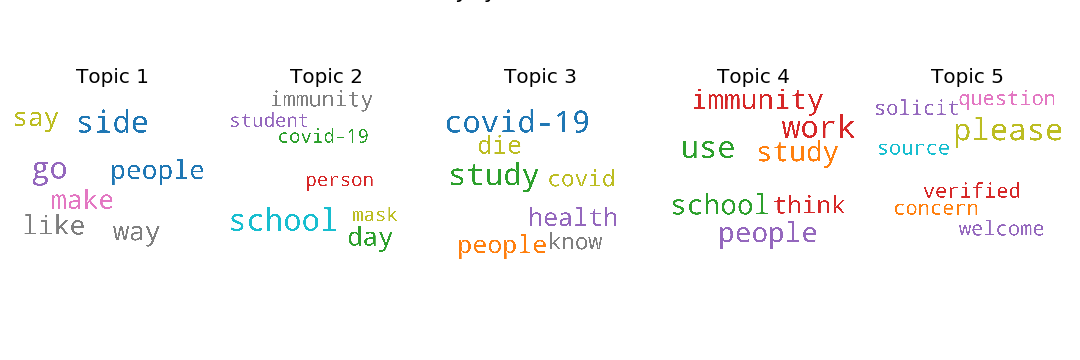 Topic 1
say side
go people
make
like way
Topic 2
immunity
student
covid-19
person
school mask
day
Topic 3
covid-19
die
study covid
health
people know
Topic 4
immunity
work
use study
school think
people
Topic 5
question
solicit
please
source
verified
concern
welcome